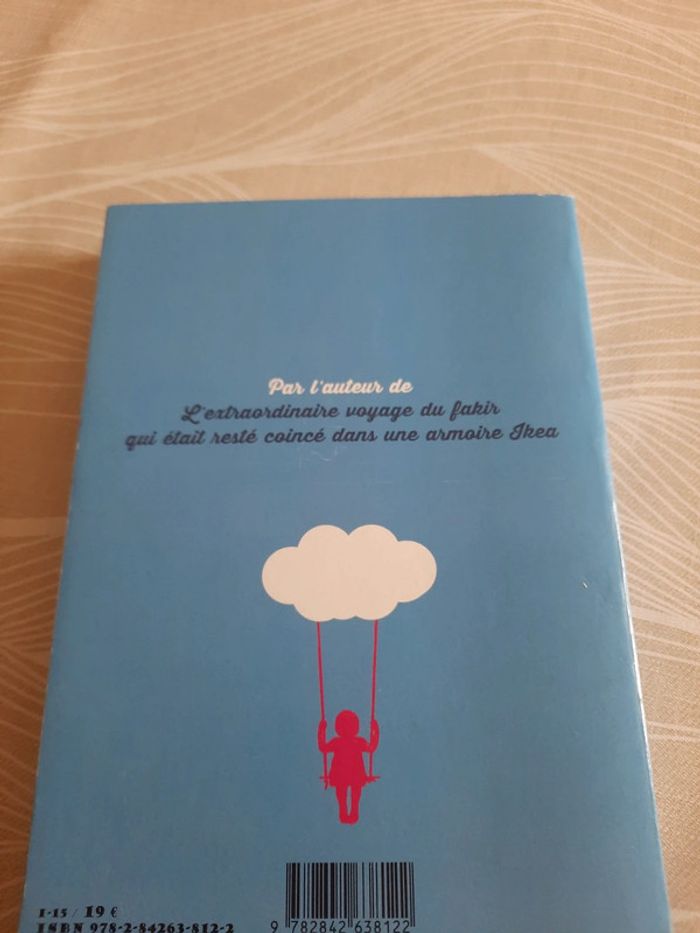 Par l'auteur de
L'extraordinaire voyage du fakir
qui était resté coincé dans une armoire Ikea
1-15 / 19 €
ISBN 978-2-84263-812-2
9 782842 638122